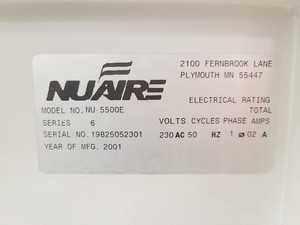 NUAIRE
2100 FERNBROOK LANE
PLYMOUTH MN 55447
MODEL NO. NU-5500E
SERIES 6
SERIAL NO. 19825052301
YEAR OF MFG. 2001
ELECTRICAL RATING
TOTAL
VOLTS CYCLES PHASE AMPS
230 AC 50 HZ 1 Ø 02 A